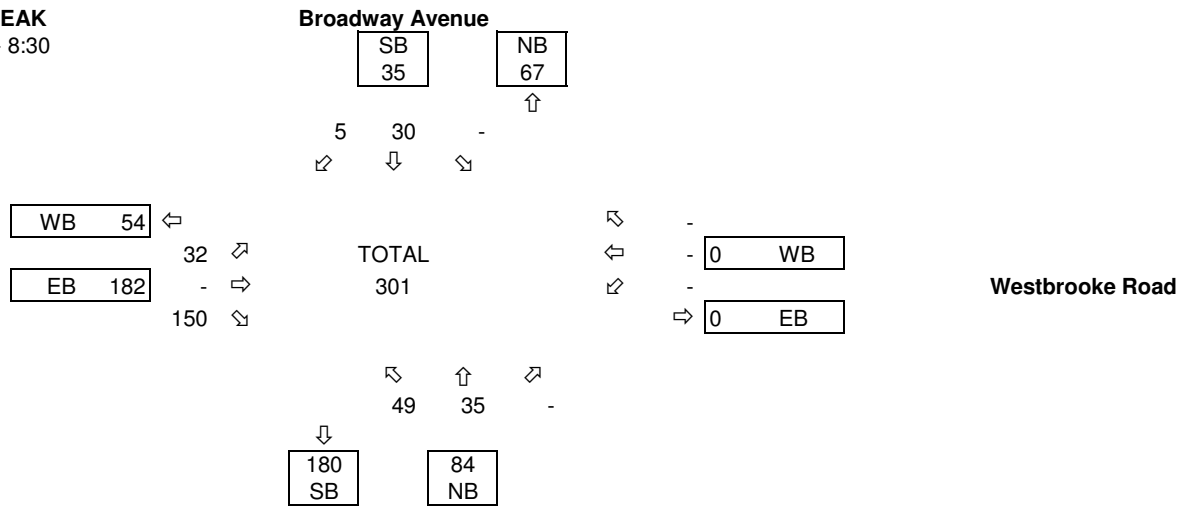 EAK Broadway Avenue
8:30 SB NB
35 67
⇧
5 30 -
⬃ ⇩ ⬂
WB 54 ⇦ ⬁ -
32 ⬀ TOTAL ⇦ - 0 WB
EB 182 - ⇨ 301 ⬃ - Westbrooke Road
150 ⬂ ⇨ 0 EB
⬁ ⇧ ⬀
49 35 -
⇩
180 84
SB NB